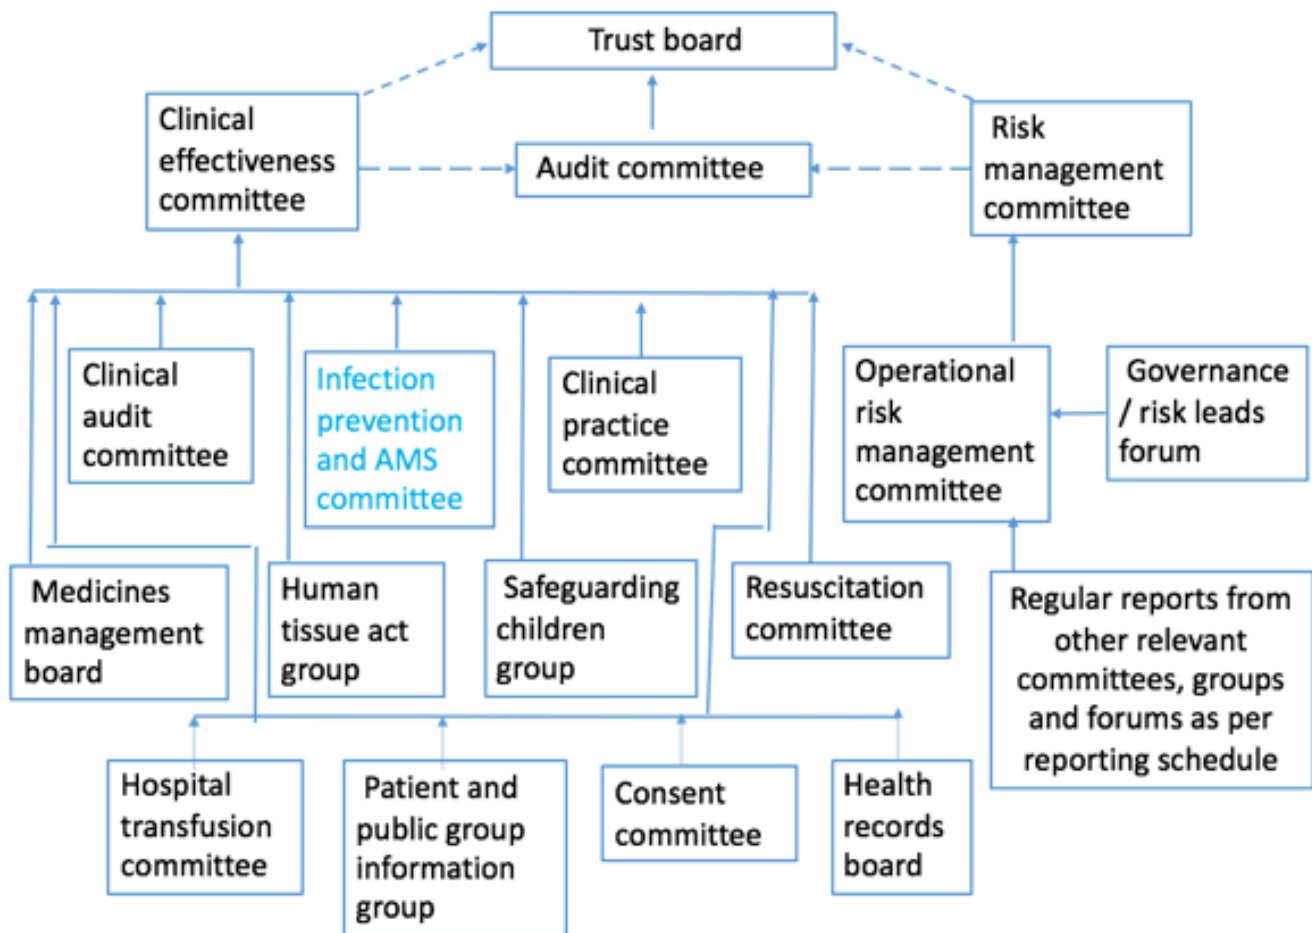 Trust board
Clinical
effectiveness
committee
Audit committee
Risk
management
committee
Clinical
audit
committee
Infection
prevention
and AMS
committee
Clinical
practice
committee
Operational
risk
management
committee
Governance
/ risk leads
forum
Medicines
management
board
Human
tissue act
group
Safeguarding
children
group
Resuscitation
committee
Regular reports from
other relevant
committees, groups
and forums as per
reporting schedule
Hospital
transfusion
committee
Patient and
public group
information
group
Consent
committee
Health
records
board